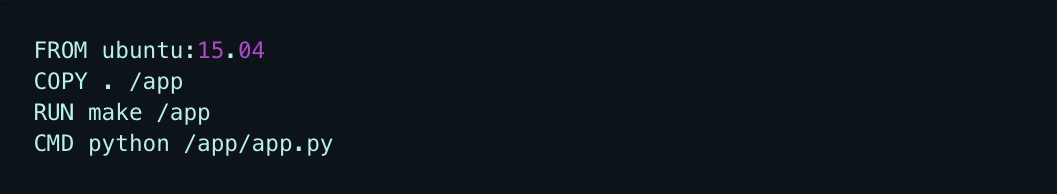 FROM ubuntu:15.04
COPY . /app
RUN make /app
CMD python /app/app.py